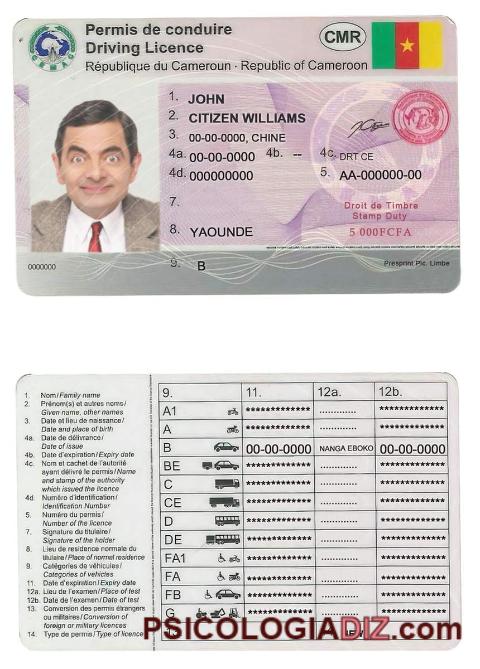 Permis de conduire
Driving Licence
République du Cameroun - Republic of Cameroon
CMR
CEMAC
1. JOHN
2. CITIZEN WILLIAMS
3. 00-00-0000, CHINE
4a. 00-00-0000 4b. -- 4c. DRT CE
4d. 000000000 5. AA-000000-00
7.
Droit de Timbre
Stamp Duty
8. YAOUNDE 5 000FCFA
0000000 9. B Presprint Plc. Limbe
1. Nom/Family name
2. Prénom(s) et autres noms/
Given name, other names
3. Date et lieu de naissance/
Date and place of birth
4a. Date de délivrance/
Date of issue
4b. Date d'expiration/Expiry date
4c. Nom et cachet de l'autorité
ayant délivré le permis/Name
and stamp of the authority
which issued the licence
4d. Numéro d'identification/
Identification Number
5. Numéro du permis/
Number of the licence
7. Signature du titulaire/
Signature of the holder
8. Lieu de residence normale du
titulaire/Place of normal residence
9. Catégories de véhicules/
Categories of vehicles
11. Date d'expiration/Expiry date
12a. Lieu de l'examen/Place of test
12b. Date de l'examen/Date of test
13. Conversion des permis étrangers
ou militaires/Conversion of
foreign or military licences
14. Type de permis/Type of licence
9. 11. 12a. 12b.
A1 ************* ............. *************
A ************* ............. *************
B 00-00-0000 NANGA EBOKO 00-00-0000
BE ************* ............. *************
C ************* ............. *************
CE ************* ............. *************
D ************* ............. *************
DE ************* ............. *************
FA1 ************* ............. *************
FA ************* ............. *************
FB ************* ............. *************
G ************* ............. *************
PSICOLOGIADIZ.com